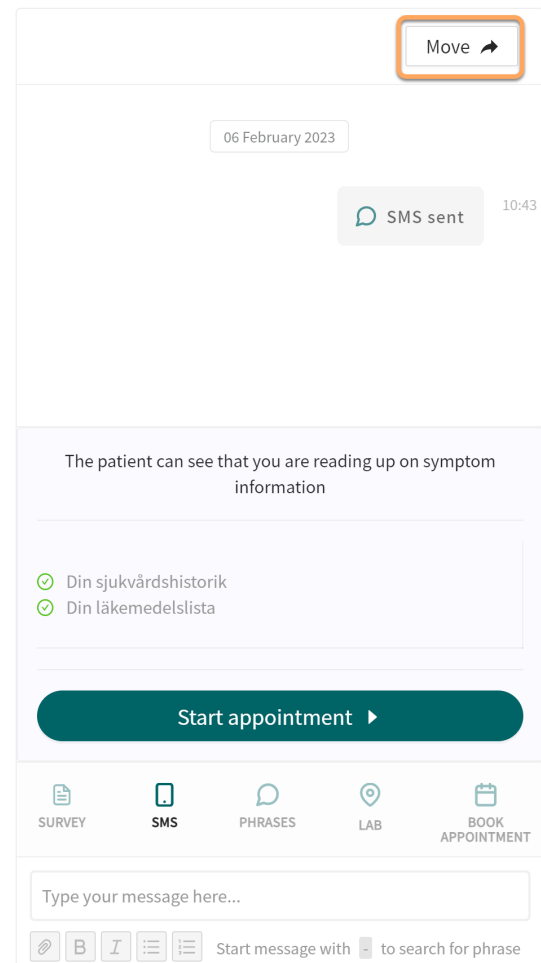 Move
06 February 2023
SMS sent
10:43
The patient can see that you are reading up on symptom
information
Din sjukvårdshistorik
Din läkemedelslista
Start appointment
SURVEY
SMS
PHRASES
LAB
BOOK
APPOINTMENT
Type your message here...
B I Start message with - to search for phrase